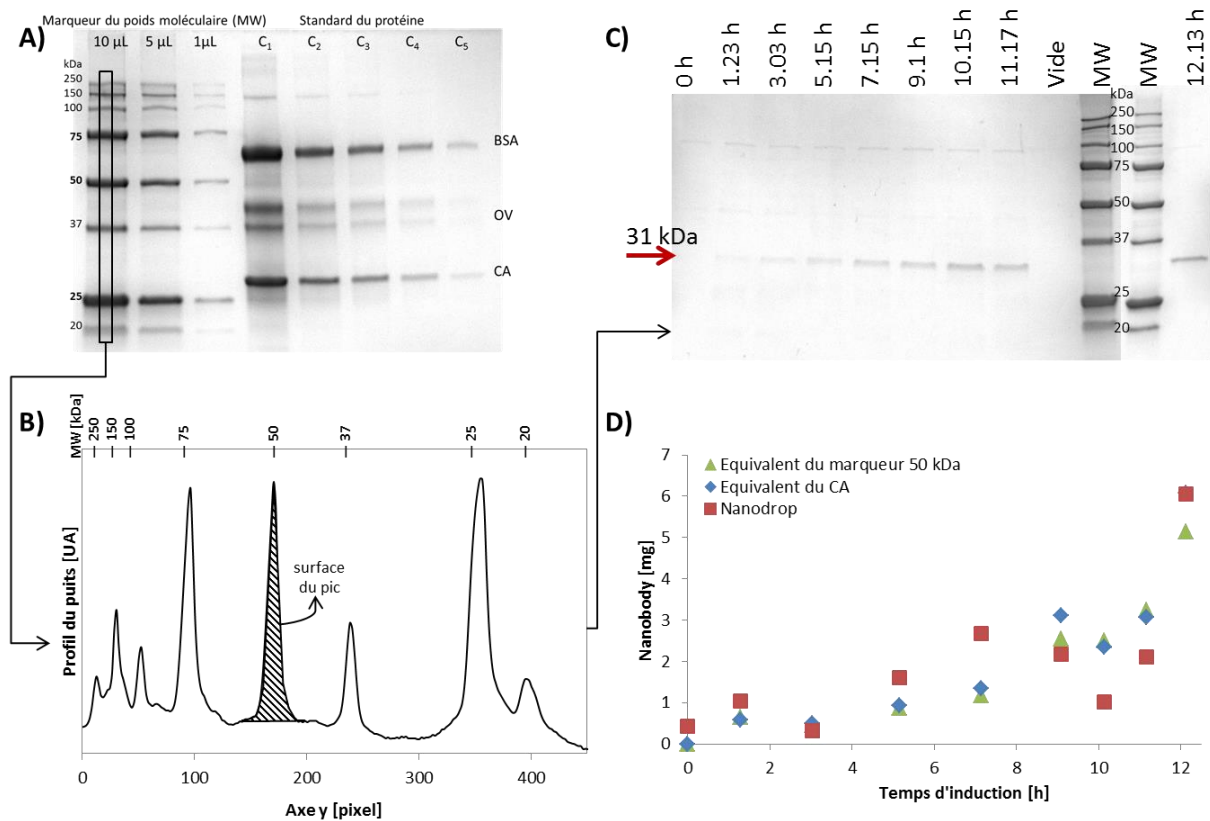 A)
Marqueur du poids moléculaire (MW)
Standard du protéine
10 µL 5 µL 1µL C1 C2 C3 C4 C5
kDa
250
150
100
75
50
37
25
20
BSA
OV
CA
C)
0 h
1.23 h
3.03 h
5.15 h
7.15 h
9.1 h
10.15 h
11.17 h
Vide
MW
MW
12.13 h
31 kDa
kDa
250
150
100
75
50
37
25
20
B)
MW [kDa]
250
150
100
75
50
37
25
20
Profil du puits [UA]
surface
du pic
0 100 200 300 400
Axe y [pixel]
D)
Equivalent du marqueur 50 kDa
Equivalent du CA
Nanodrop
Nanobody [mg]
7
6
5
4
3
2
1
0
0 2 4 6 8 10 12
Temps d'induction [h]